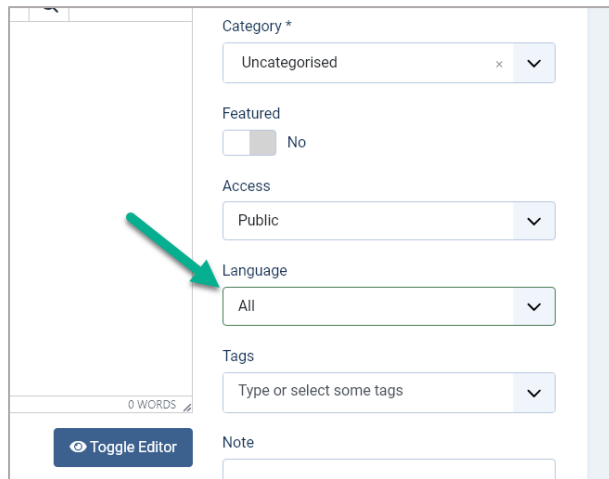 Category *
Uncategorised ×
Featured
No
Access
Public
Language
All
Tags
Type or select some tags
0 WORDS
Toggle Editor
Note